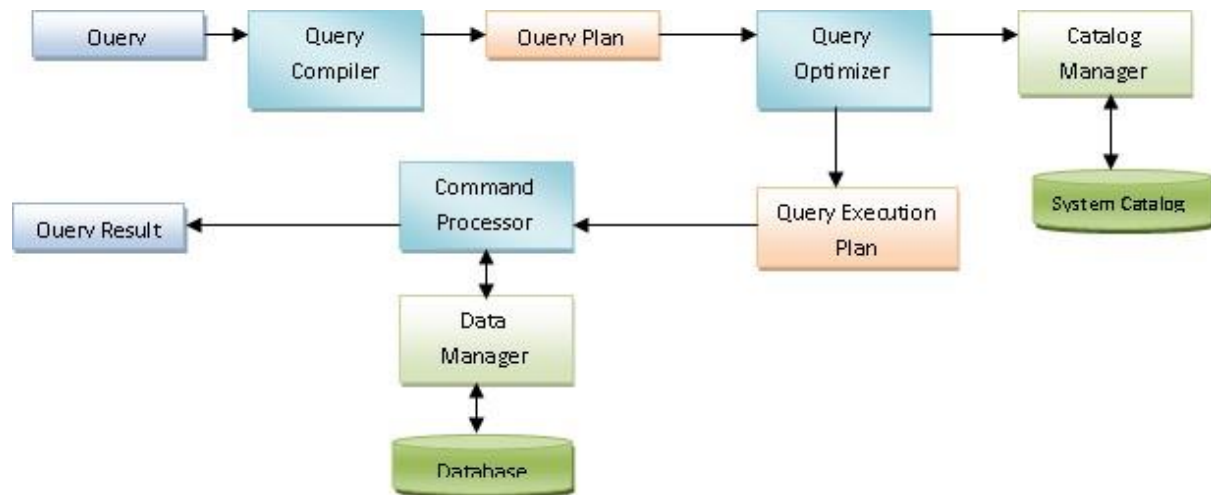 Query
Query
Compiler
Query Plan
Query
Optimizer
Catalog
Manager
Command
Processor
System Catalog
Query Result
Query Execution
Plan
Data
Manager
Database